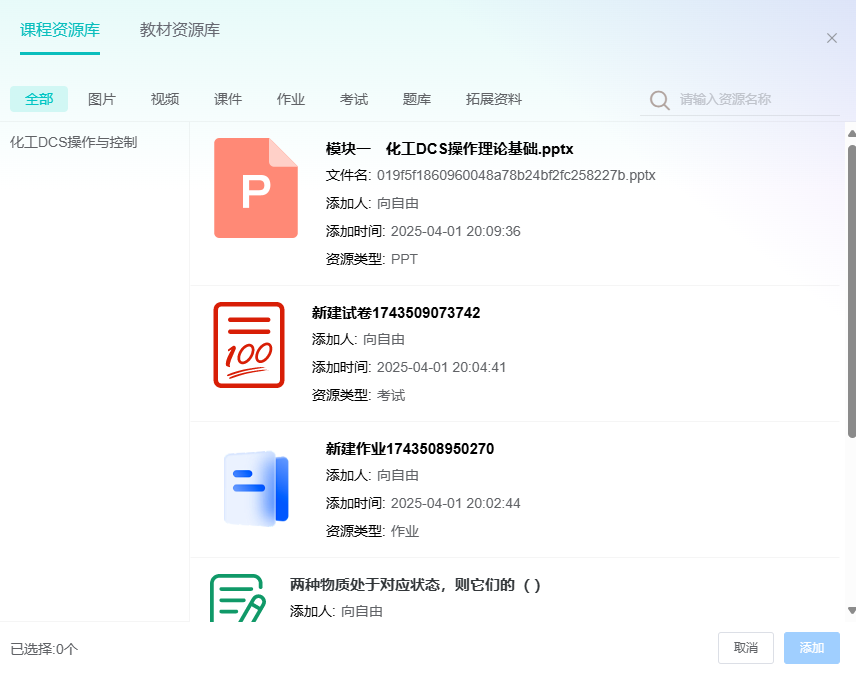 课程资源库 教材资源库
全部 图片 视频 课件 作业 考试 题库 拓展资料 请输入资源名称
化工DCS操作与控制
P
模块一 化工DCS操作理论基础.pptx
文件名: 019f5f1860960048a78b24bf2fc258227b.pptx
添加人: 向自由
添加时间: 2025-04-01 20:09:36
资源类型: PPT
100
新建试卷1743509073742
添加人: 向自由
添加时间: 2025-04-01 20:04:41
资源类型: 考试
新建作业1743508950270
添加人: 向自由
添加时间: 2025-04-01 20:02:44
资源类型: 作业
两种物质处于对应状态，则它们的（ ）
添加人: 向自由
已选择:0个 取消 添加